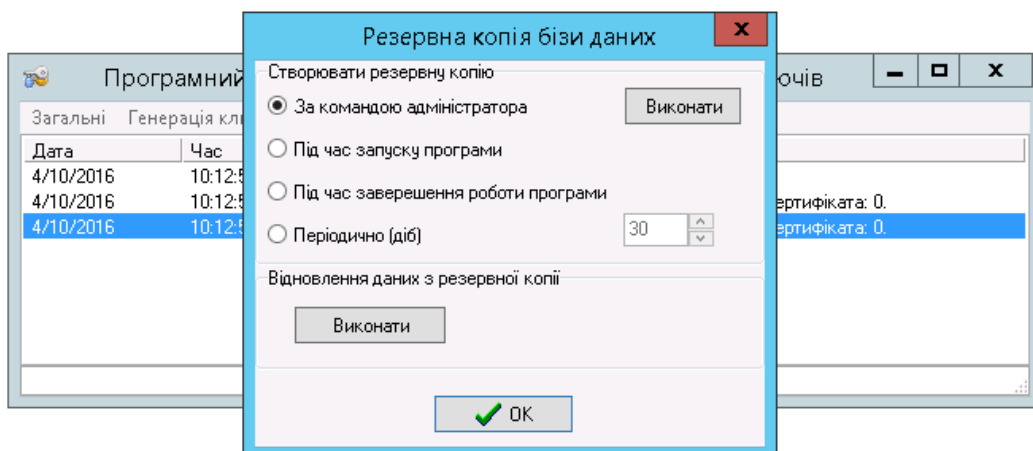 Резервна копія бізи даних
x
Програмний
ючів
x
Створювати резервну копію
Загальні Генерація кл
За командою адміністратора
Виконати
Дата Час
Під час запуску програми
4/10/2016 10:12:5
Під час заверешення роботи програми
4/10/2016 10:12:5
ертифіката: 0.
4/10/2016 10:12:5
ертифіката: 0.
Періодично (діб)
30
Відновлення даних з резервної копії
Виконати
OK